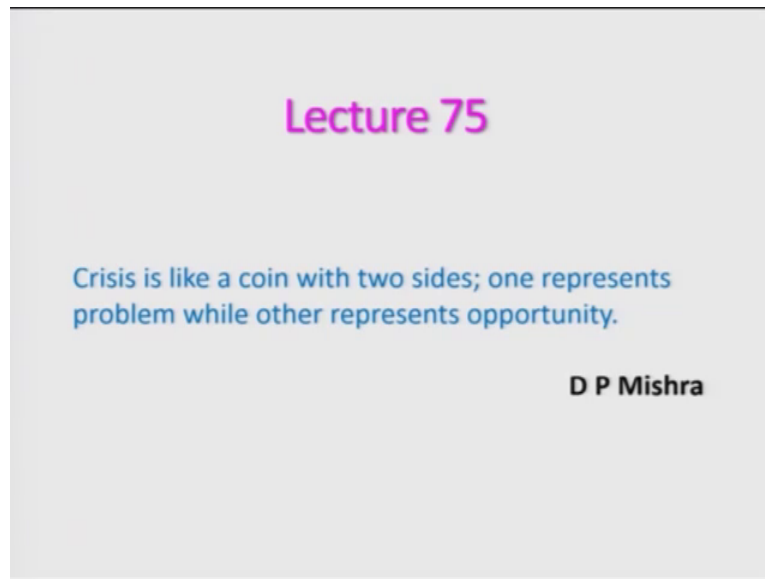 Lecture 75
Crisis is like a coin with two sides; one represents
problem while other represents opportunity.
D P Mishra